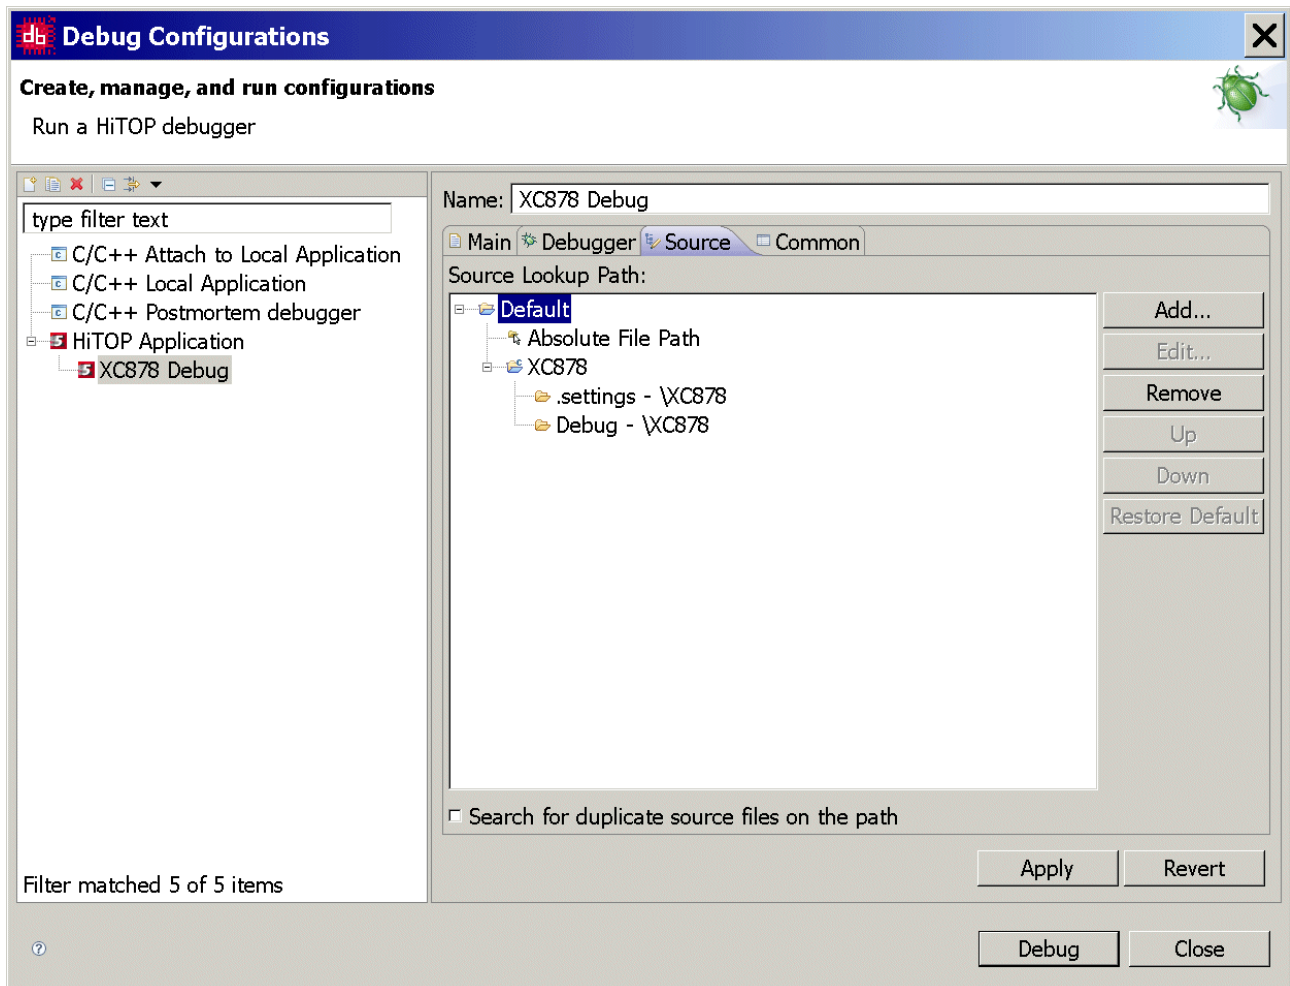 Debug Configurations
Create, manage, and run configurations
Run a HiTOP debugger
type filter text
C/C++ Attach to Local Application
C/C++ Local Application
C/C++ Postmortem debugger
HiTOP Application
XC878 Debug
Filter matched 5 of 5 items
Name: XC878 Debug
Main Debugger Source Common
Source Lookup Path:
Default
Absolute File Path
XC878
.settings - \XC878
Debug - \XC878
Add...
Edit...
Remove
Up
Down
Restore Default
Search for duplicate source files on the path
Apply Revert
Debug Close